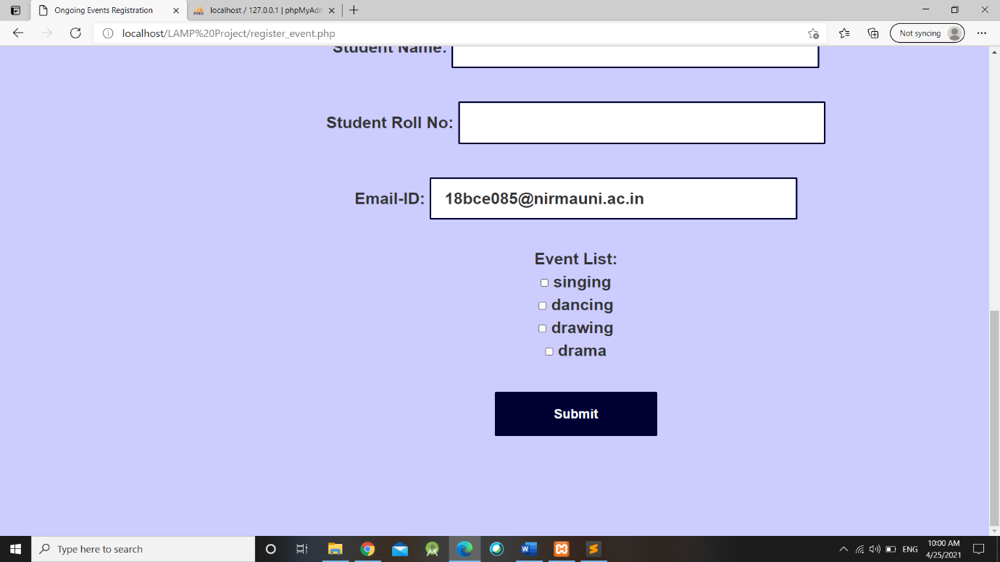 Ongoing Events Registration
localhost / 127.0.0.1 | phpMyAdm
localhost/LAMP%20Project/register_event.php
Not syncing
Student Name:
Student Roll No:
Email-ID: 18bce085@nirmauni.ac.in
Event List:
singing
dancing
drawing
drama
Submit
Type here to search
ENG
10:00 AM
4/25/2021